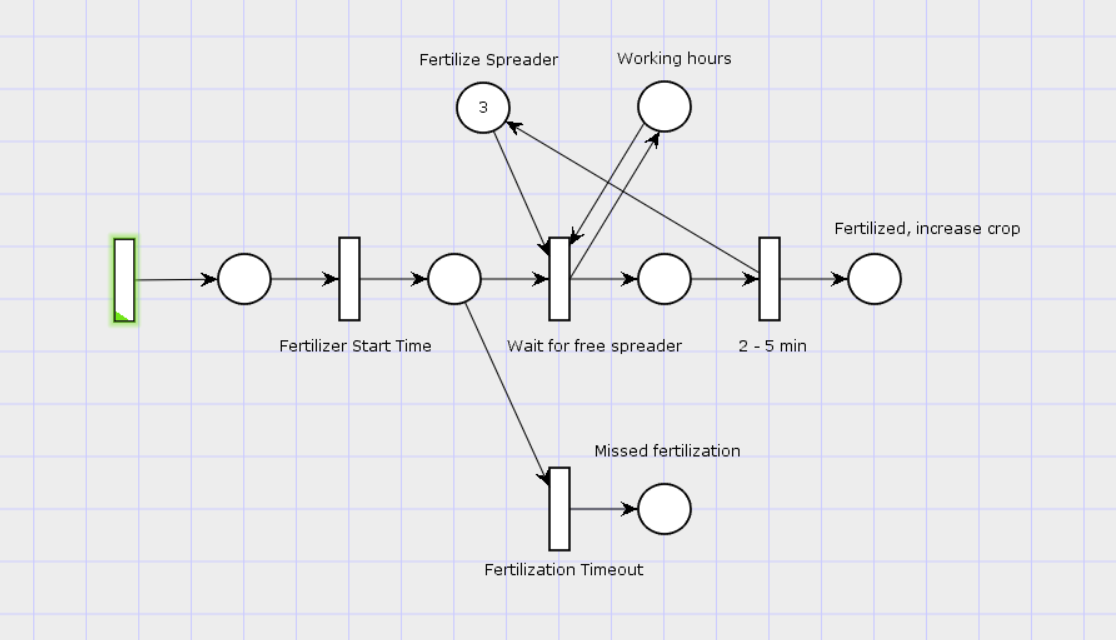 Fertilize Spreader
Working hours
3
Fertilized, increase crop
Fertilizer Start Time
Wait for free spreader
2 - 5 min
Missed fertilization
Fertilization Timeout